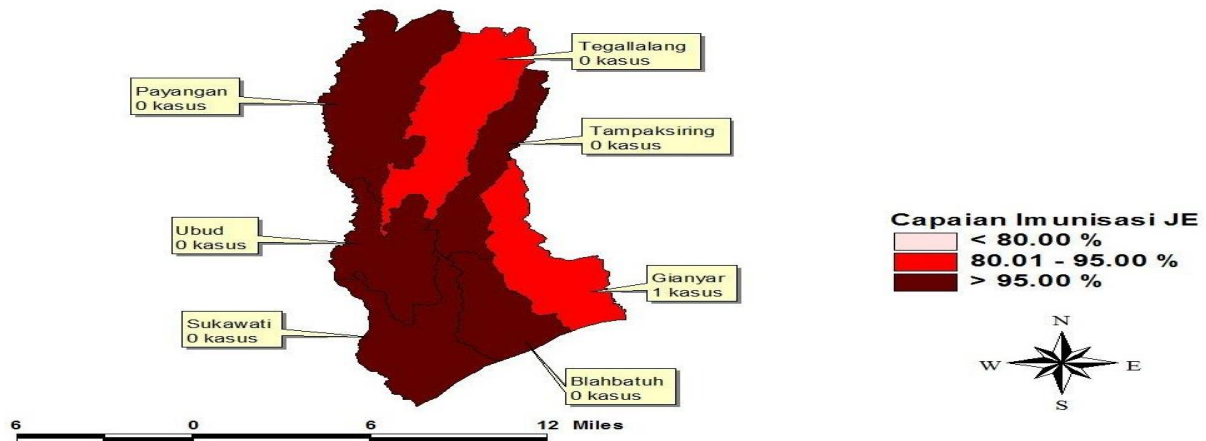 Tegallalang
0 kasus
Payangan
0 kasus
Tampaksiring
0 kasus
Ubud
0 kasus
Gianyar
1 kasus
Sukawati
0 kasus
Blahbatuh
0 kasus
Capaian Imunisasi JE
< 80.00 %
80.01 - 95.00 %
> 95.00 %
N
W E
S
6 0 6 12 Miles